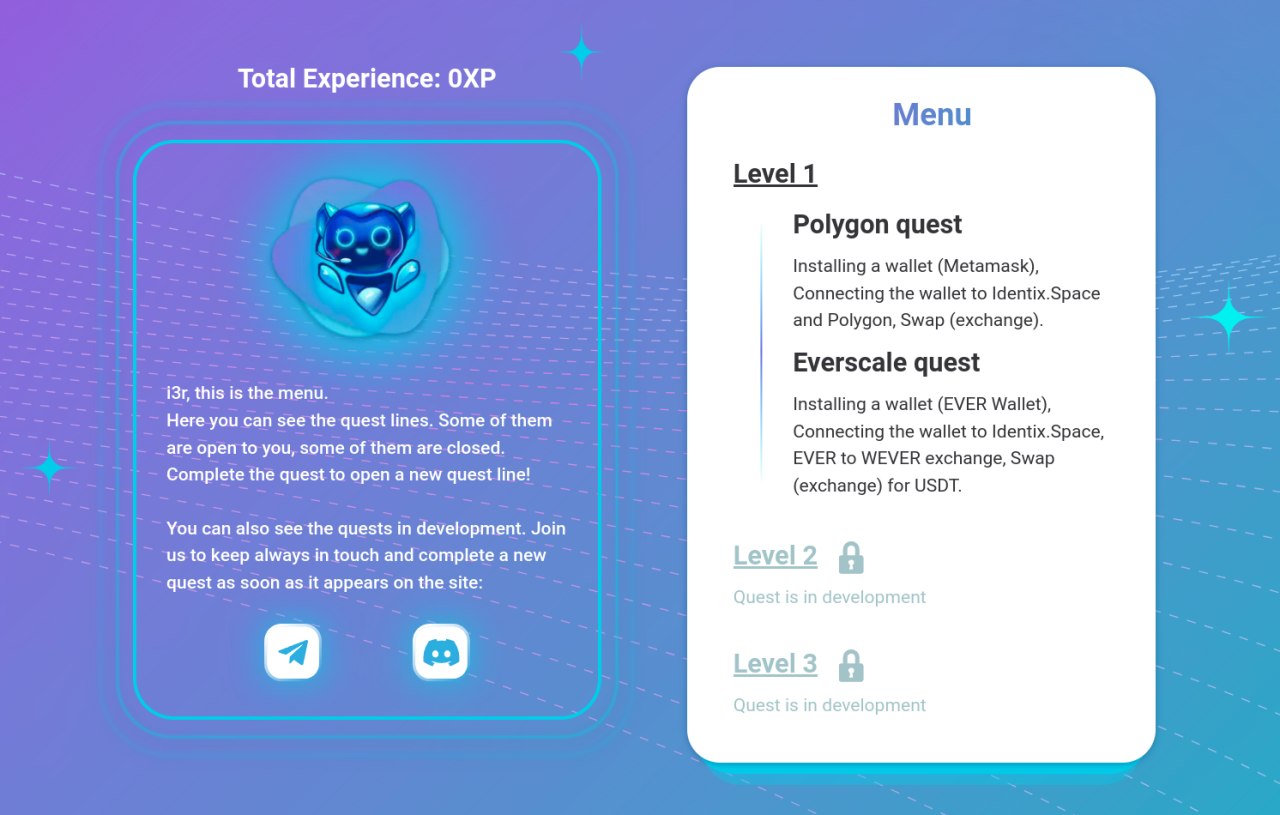 Total Experience: 0XP
i3r, this is the menu.
Here you can see the quest lines. Some of them
are open to you, some of them are closed.
Complete the quest to open a new quest line!
You can also see the quests in development. Join
us to keep always in touch and complete a new
quest as soon as it appears on the site:
Menu
Level 1
Polygon quest
Installing a wallet (Metamask),
Connecting the wallet to Identix.Space
and Polygon, Swap (exchange).
Everscale quest
Installing a wallet (EVER Wallet),
Connecting the wallet to Identix.Space,
EVER to WEVER exchange, Swap
(exchange) for USDT.
Level 2
Quest is in development
Level 3
Quest is in development